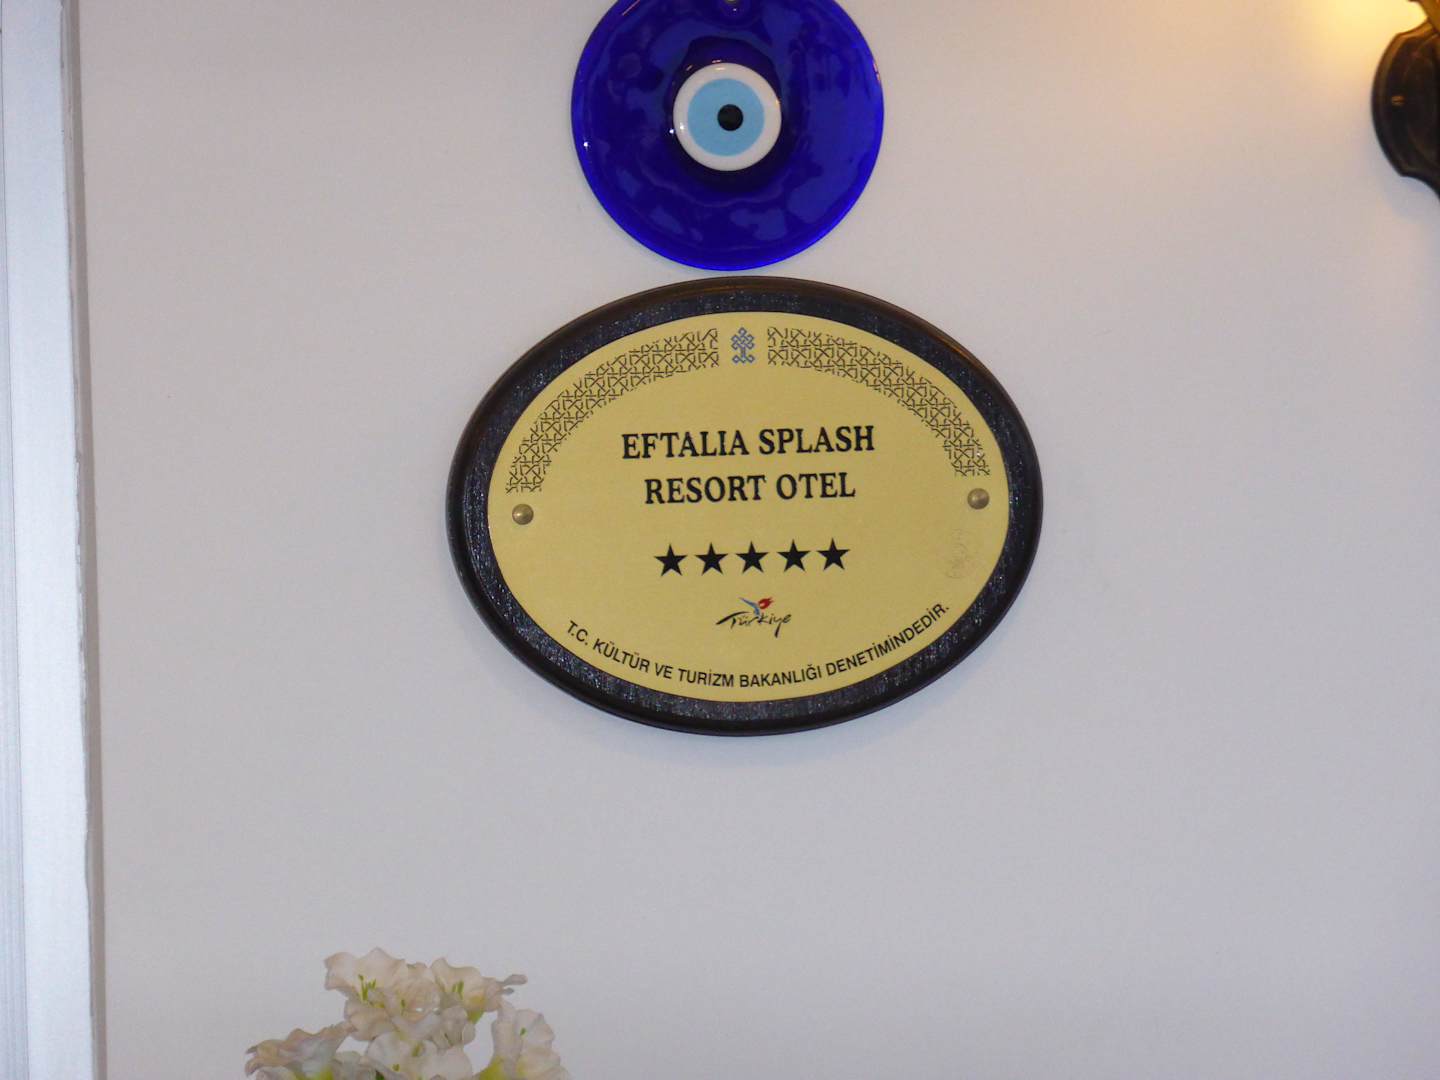 EFTALIA SPLASH
RESORT OTEL
★★★★★
Türkiye
T.C. KÜLTÜR VE TURİZM BAKANLIĞI DENETİMİNDEDİR.